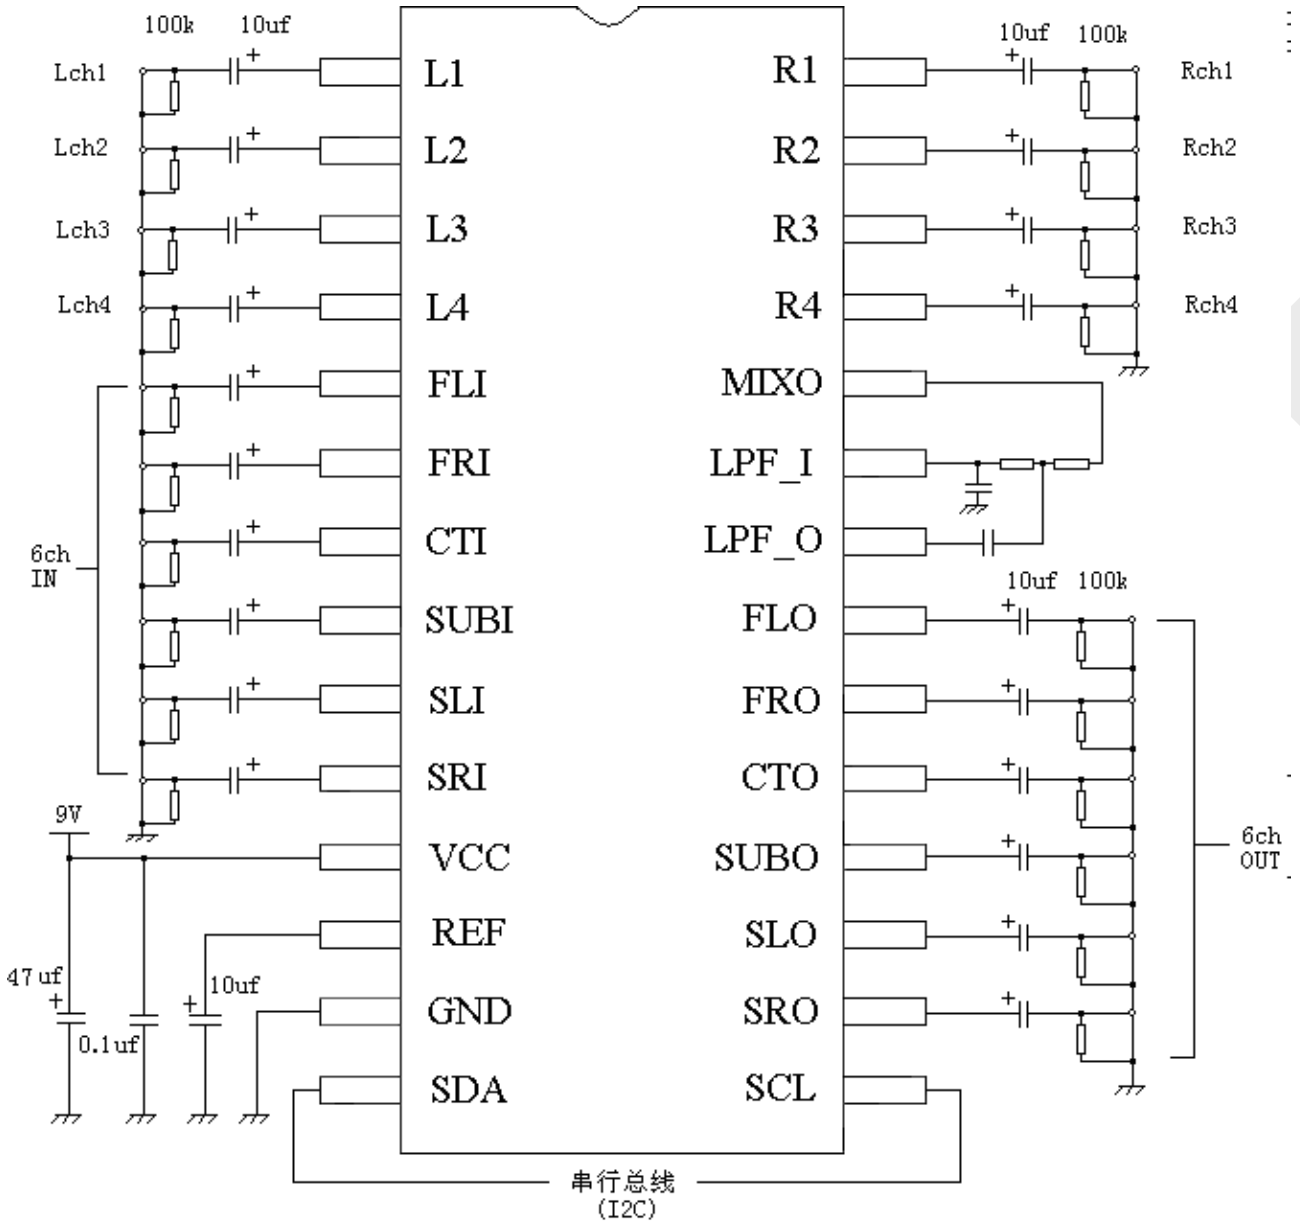 100k 10uf
10uf 100k
Lch1 L1 R1 Rch1
Lch2 L2 R2 Rch2
Lch3 L3 R3 Rch3
Lch4 L4 R4 Rch4
FLI MIXO
FRI LPF_I
6ch
IN
CTI LPF_O
10uf 100k
SUBI FLO
SLI FRO
SRI CTO
9V
VCC SUBO
6ch
OUT
REF SLO
47uf 10uf
GND SRO
0.1uf
SDA SCL
串行总线
(I2C)